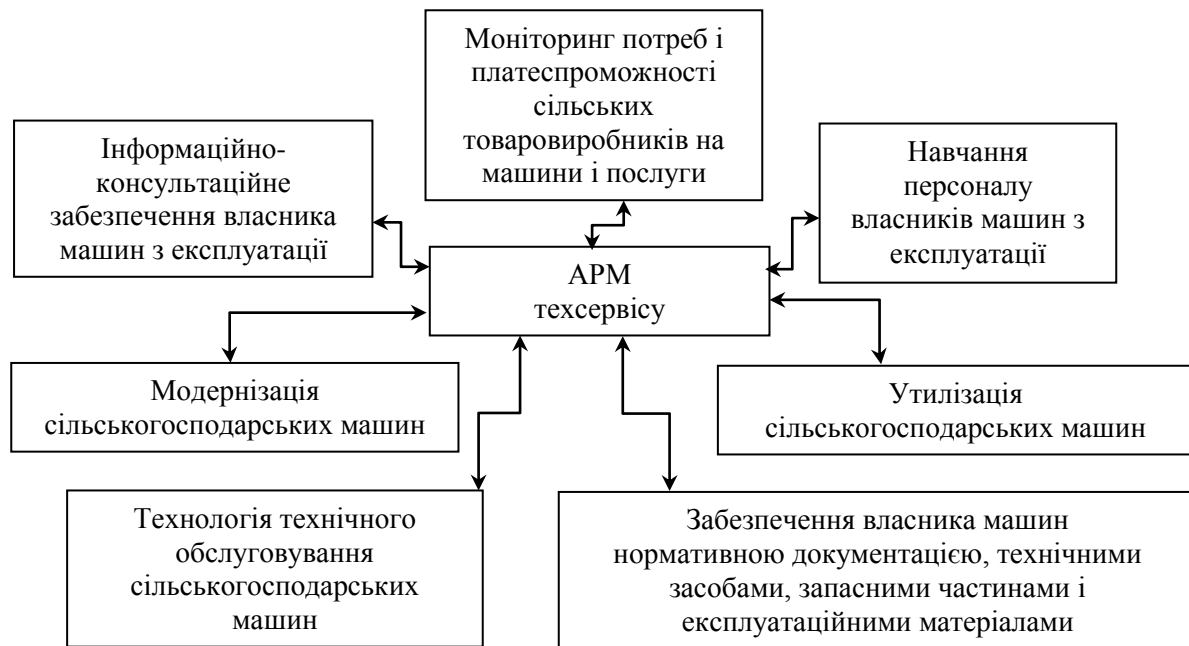 Моніторинг потреб і
платеспроможності
сільських
товаровиробників на
машини і послуги
Інформаційно-
консультаційне
забезпечення власника
машин з експлуатації
Навчання
персоналу
власників машин з
експлуатації
АРМ
техсервісу
Модернізація
сільськогосподарських машин
Утилізація
сільськогосподарських машин
Технологія технічного
обслуговування
сільськогосподарських
машин
Забезпечення власника машин
нормативною документацією, технічними
засобами, запасними частинами і
експлуатаційними матеріалами